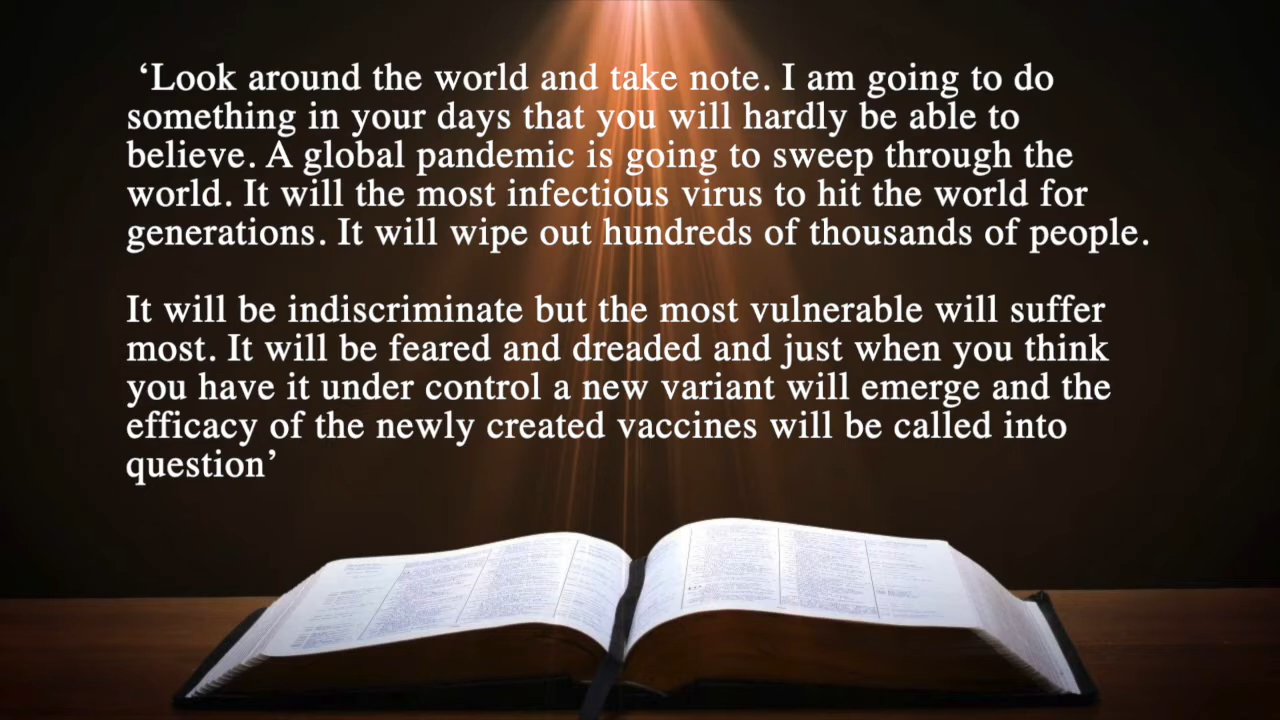 ‘Look around the world and take note. I am going to do
something in your days that you will hardly be able to
believe. A global pandemic is going to sweep through the
world. It will the most infectious virus to hit the world for
generations. It will wipe out hundreds of thousands of people.
It will be indiscriminate but the most vulnerable will suffer
most. It will be feared and dreaded and just when you think
you have it under control a new variant will emerge and the
efficacy of the newly created vaccines will be called into
question’